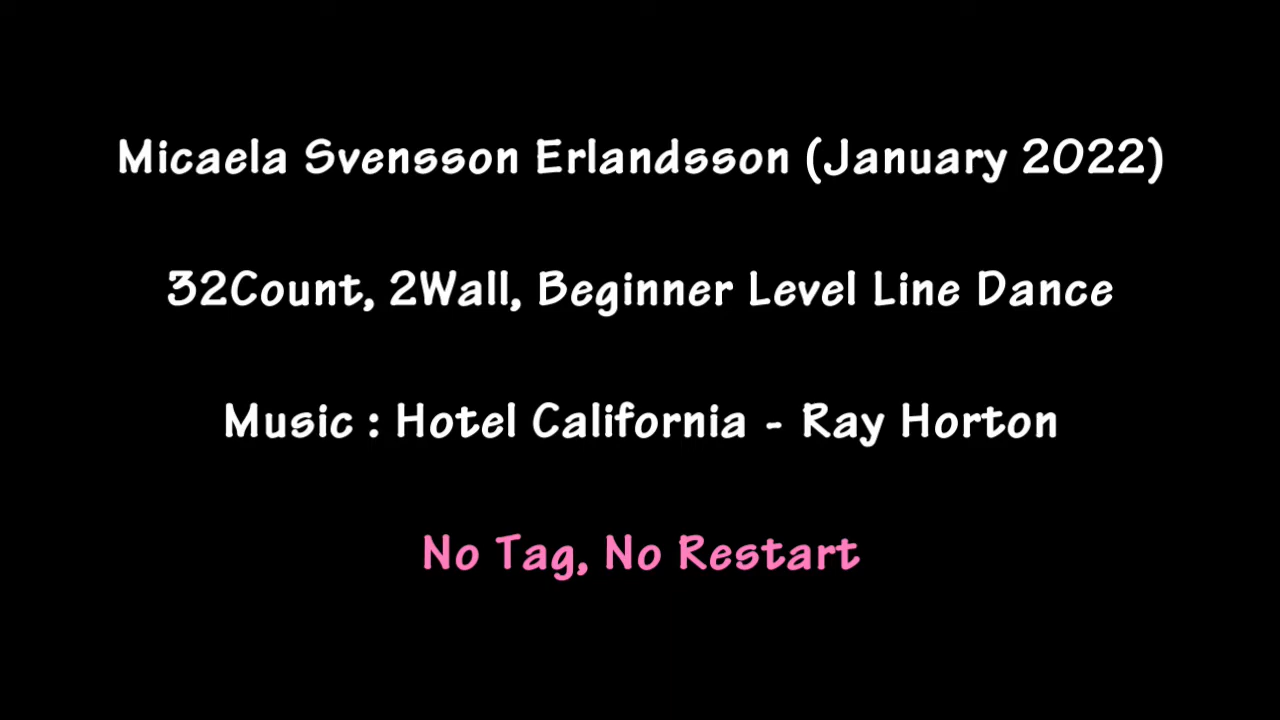 Micaela Svensson Erlandsson (January 2022)
32Count, 2Wall, Beginner Level Line Dance
Music : Hotel California - Ray Horton
No Tag, No Restart